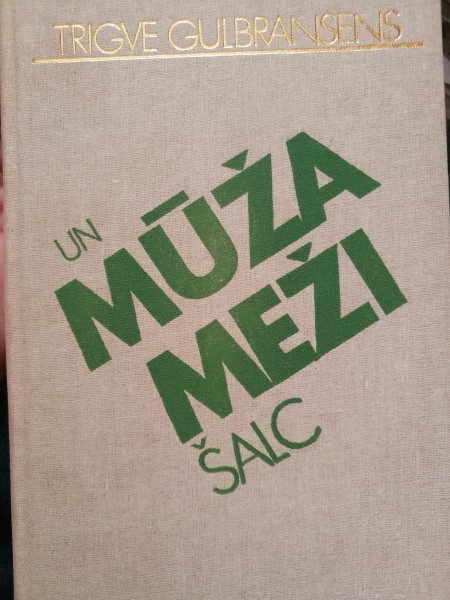 TRIGVE GULBRANSENS
UN
MŪŽA
MEŽI
ŠALC